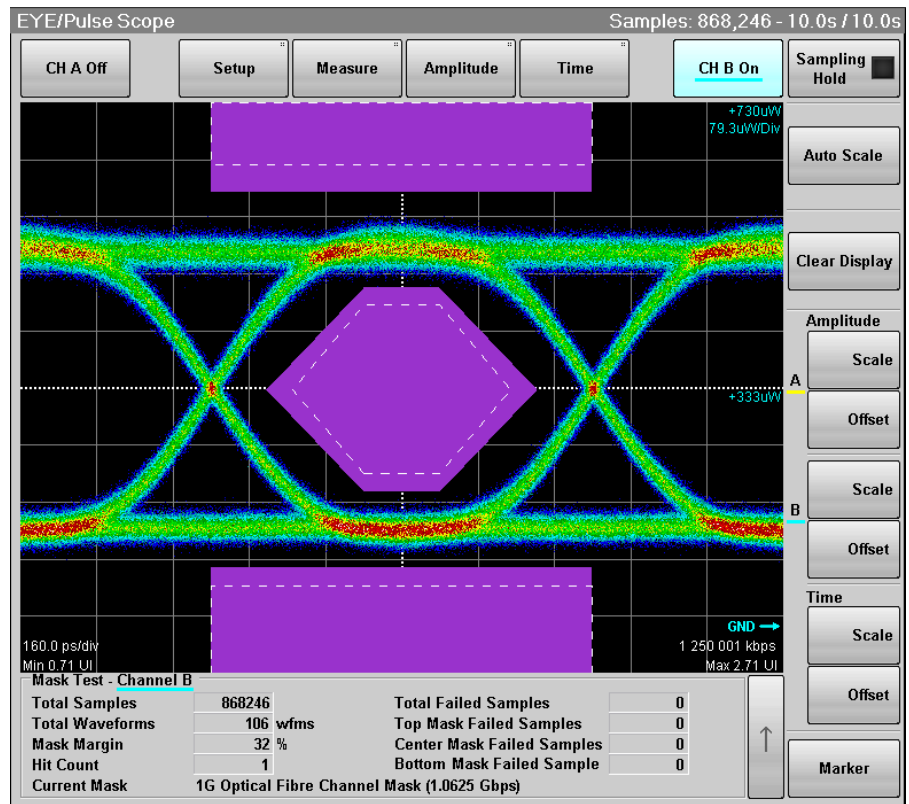 EYE/Pulse Scope
Samples: 868,246 - 10.0s / 10.0s
CH A Off
Setup
Measure
Amplitude
Time
CH B On
Sampling
Hold
+730uW
79.3uW/Div
Auto Scale
Clear Display
Amplitude
Scale
A
+333uW
Offset
Scale
B
Offset
Time
GND
Scale
160.0 ps/div
1 250 001 kbps
Min 0.71 UI
Max 2.71 UI
Offset
Mask Test - Channel B
Total Samples 868246 Total Failed Samples 0
Total Waveforms 106 wfms Top Mask Failed Samples 0
Mask Margin 32 % Center Mask Failed Samples 0
Hit Count 1 Bottom Mask Failed Sample 0
Current Mask 1G Optical Fibre Channel Mask (1.0625 Gbps)
Marker